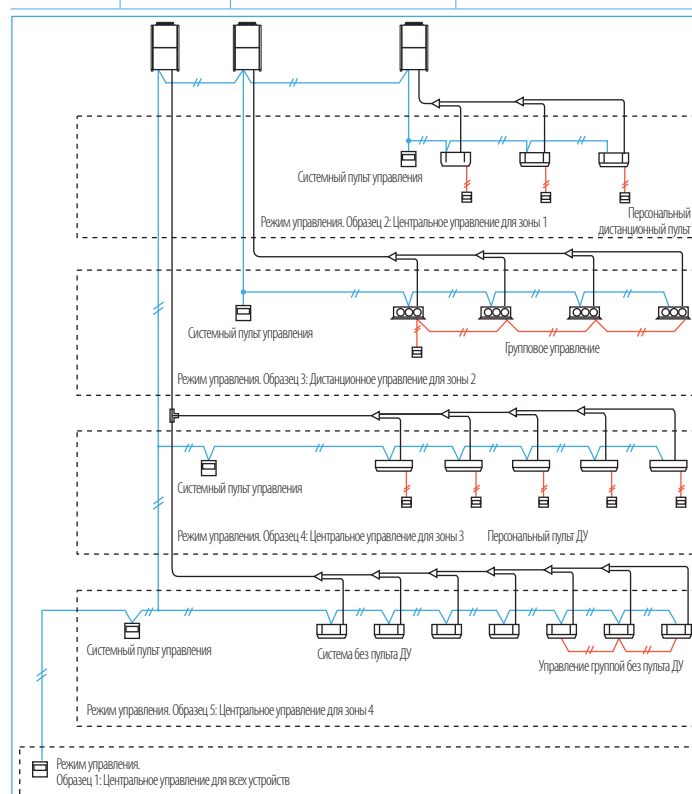 Системный пульт управления
Режим управления. Образец 2: Центральное управление для зоны 1
Персональный
дистанционный пульт
Системный пульт управления
Групповое управление
Режим управления. Образец 3: Дистанционное управление для зоны 2
Системный пульт управления
Режим управления. Образец 4: Центральное управление для зоны 3
Персональный пульт ДУ
Системный пульт управления
Система без пульта ДУ
Управление группой без пульта ДУ
Режим управления. Образец 5: Центральное управление для зоны 4
Режим управления.
Образец 1: Центральное управление для всех устройств